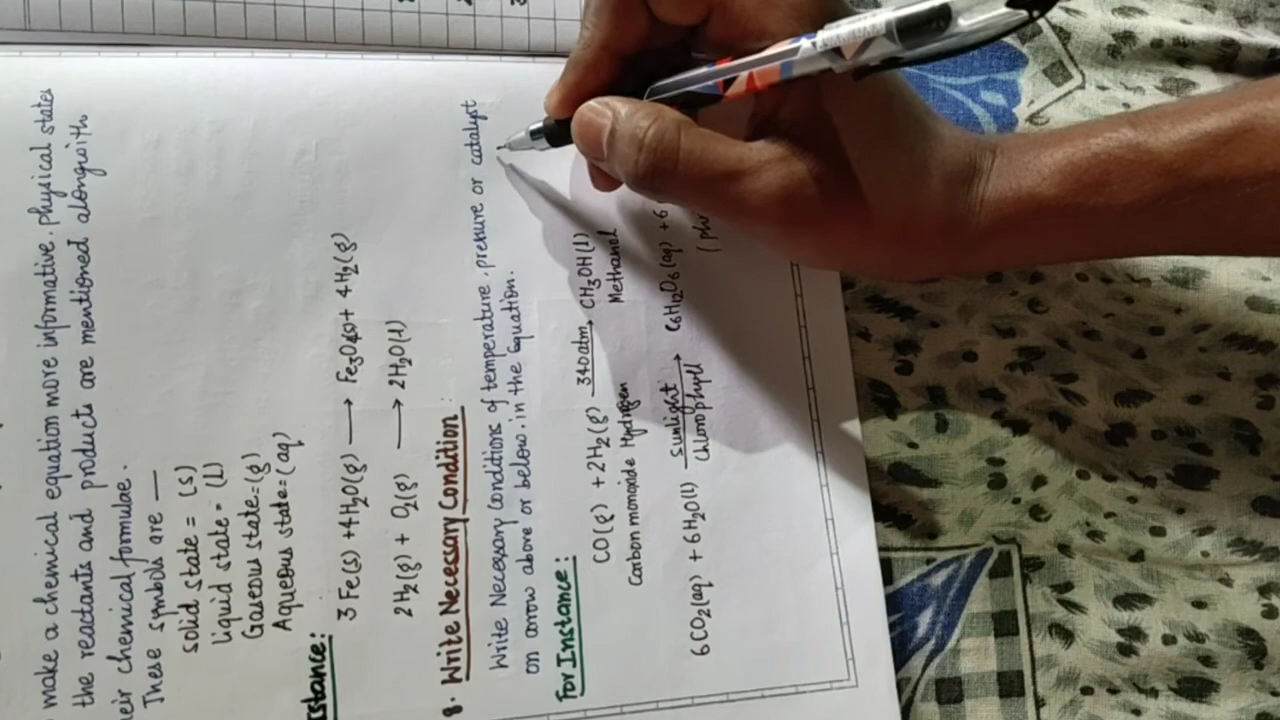 make a chemical equation more informative, physical states
the reactants and products are mentioned alongwith
their chemical formulae.
These symbols are —
Solid state = (s)
Liquid state = (l)
Gaseous state = (g)
Aqueous state = (aq)
stance:
3 Fe(s) + 4H2O(g) ⟶ Fe3O4(s) + 4H2(g)
2H2(g) + O2(g) ⟶ 2H2O(l)
8. Write Necessary Condition:
Write Necessary Conditions of temperature, pressure or catalyst
on arrow above or below in the Equation.
For Instance:
CO(g) + 2H2(g) 340atm⟶ CH3OH(l)
Carbon monoxide Hydrogen Methanol
6CO2(aq) + 6H2O(l) Sunlight⟶ C6H12O6(aq) + 6
Chlorophyll